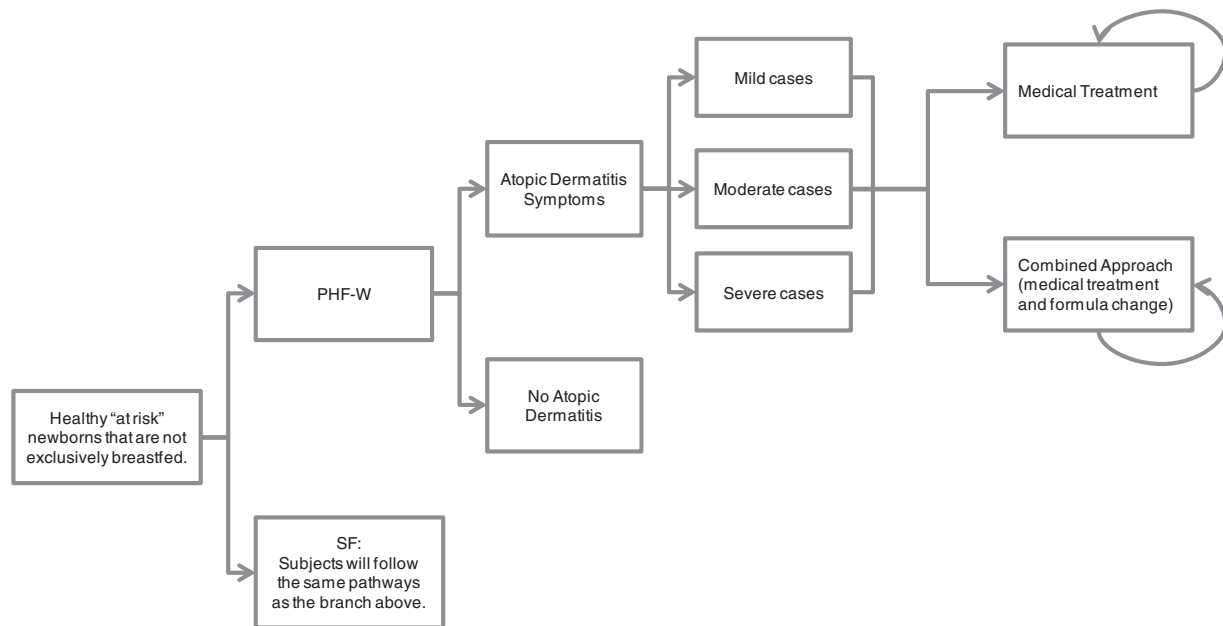 Healthy “at risk”
newborns that are not
exclusively breastfed.
PHF-W
SF:
Subjects will follow
the same pathways
as the branch above.
Atopic Dermatitis
Symptoms
No Atopic
Dermatitis
Mild cases
Moderate cases
Severe cases
Medical Treatment
Combined Approach
(medical treatment
and formula change)